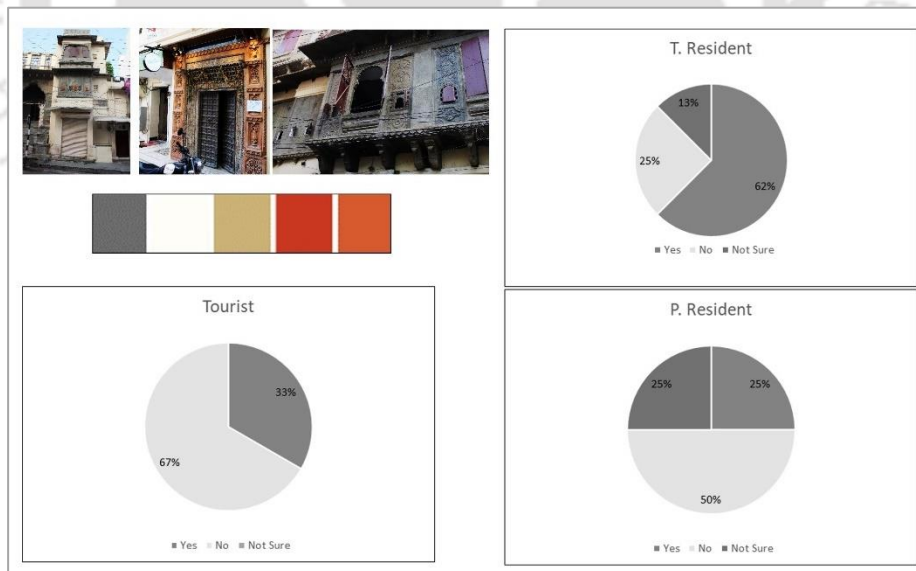 T. Resident
13%
25%
62%
Yes No Not Sure
Tourist
33%
67%
Yes No Not Sure
P. Resident
25% 25%
50%
Yes No Not Sure